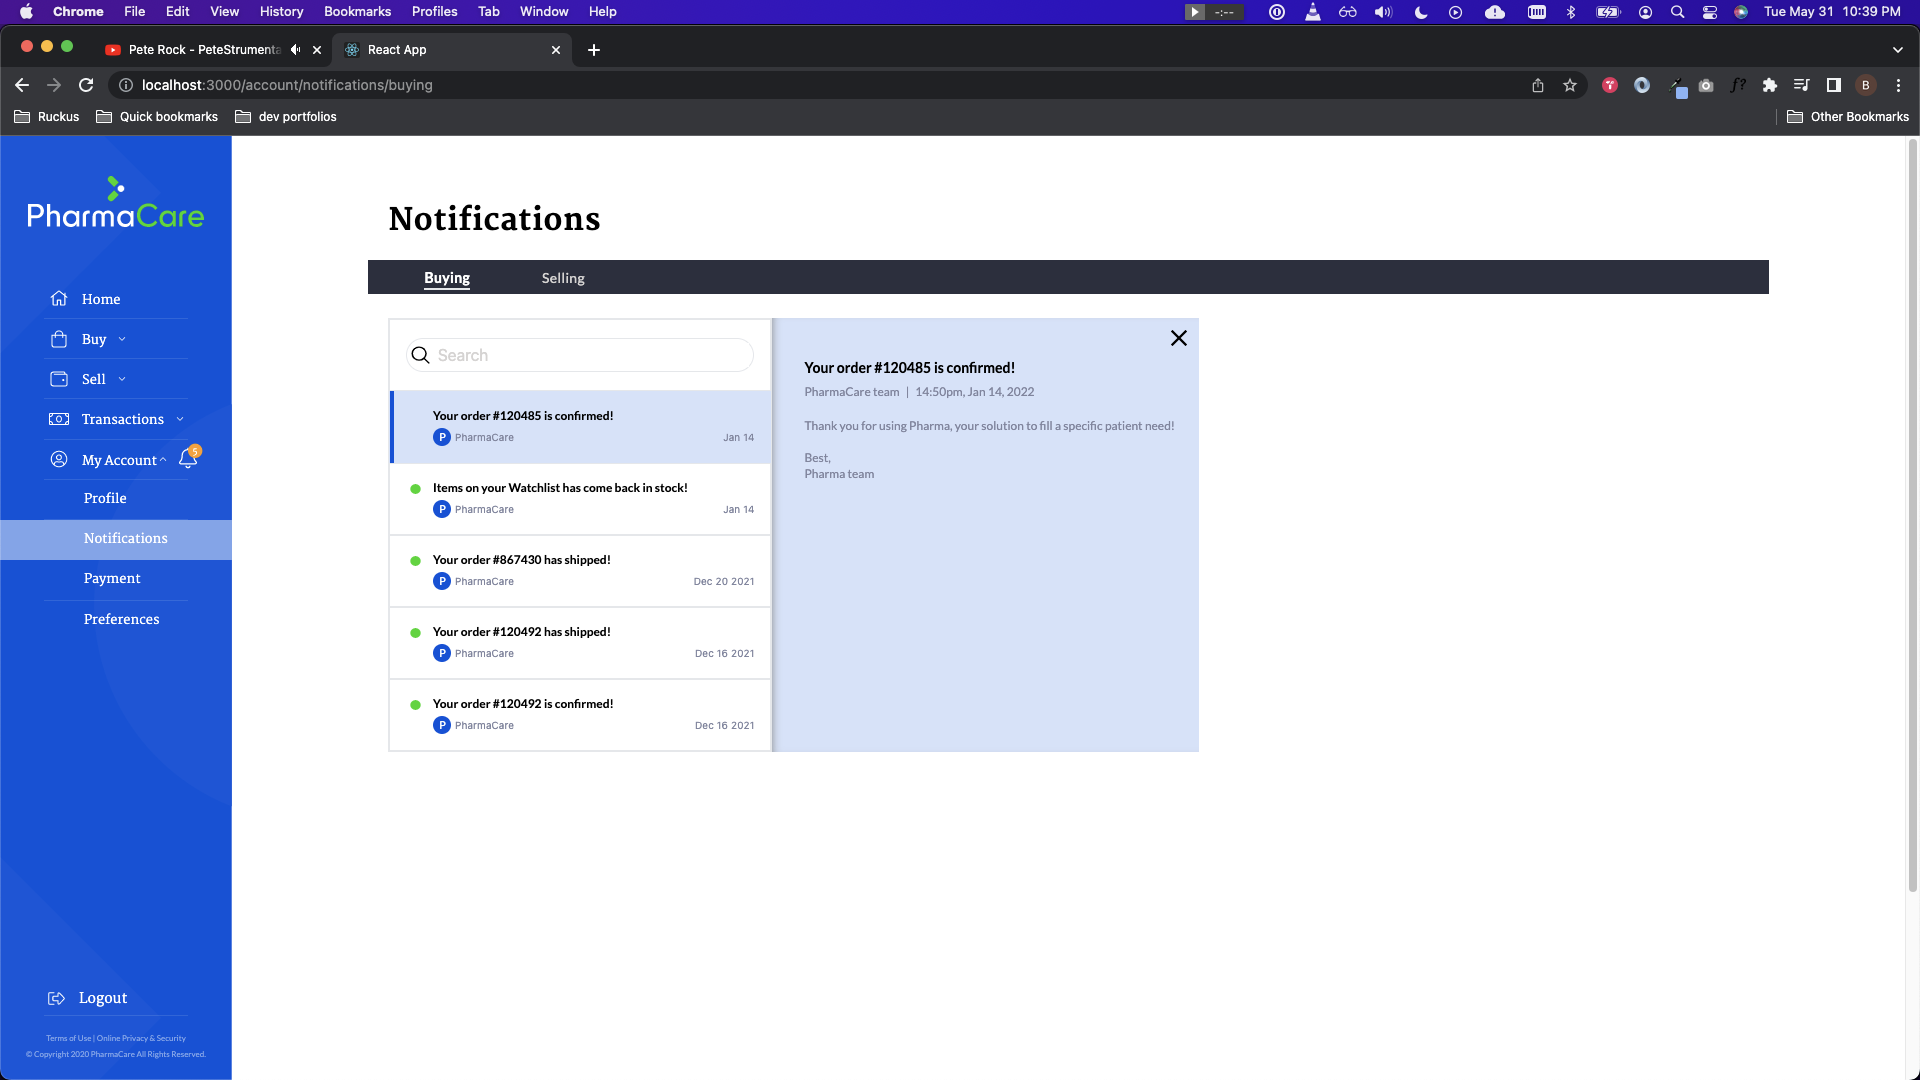 Chrome File Edit View History Bookmarks Profiles Tab Window Help -:-- Tue May 31 10:39 PM
Pete Rock - PeteStrumenta React App
localhost:3000/account/notifications/buying f? B
Ruckus Quick bookmarks dev portfolios Other Bookmarks
PharmaCare
Home
Buy
Sell
Transactions
My Account 5
Profile
Notifications
Payment
Preferences
Logout
Terms of Use | Online Privacy & Security
© Copyright 2020 PharmaCare All Rights Reserved.
Notifications
Buying Selling
Search
Your order #120485 is confirmed!
P PharmaCare Jan 14
Items on your Watchlist has come back in stock!
P PharmaCare Jan 14
Your order #867430 has shipped!
P PharmaCare Dec 20 2021
Your order #120492 has shipped!
P PharmaCare Dec 16 2021
Your order #120492 is confirmed!
P PharmaCare Dec 16 2021
Your order #120485 is confirmed!
PharmaCare team | 14:50pm, Jan 14, 2022
Thank you for using Pharma, your solution to fill a specific patient need!
Best,
Pharma team